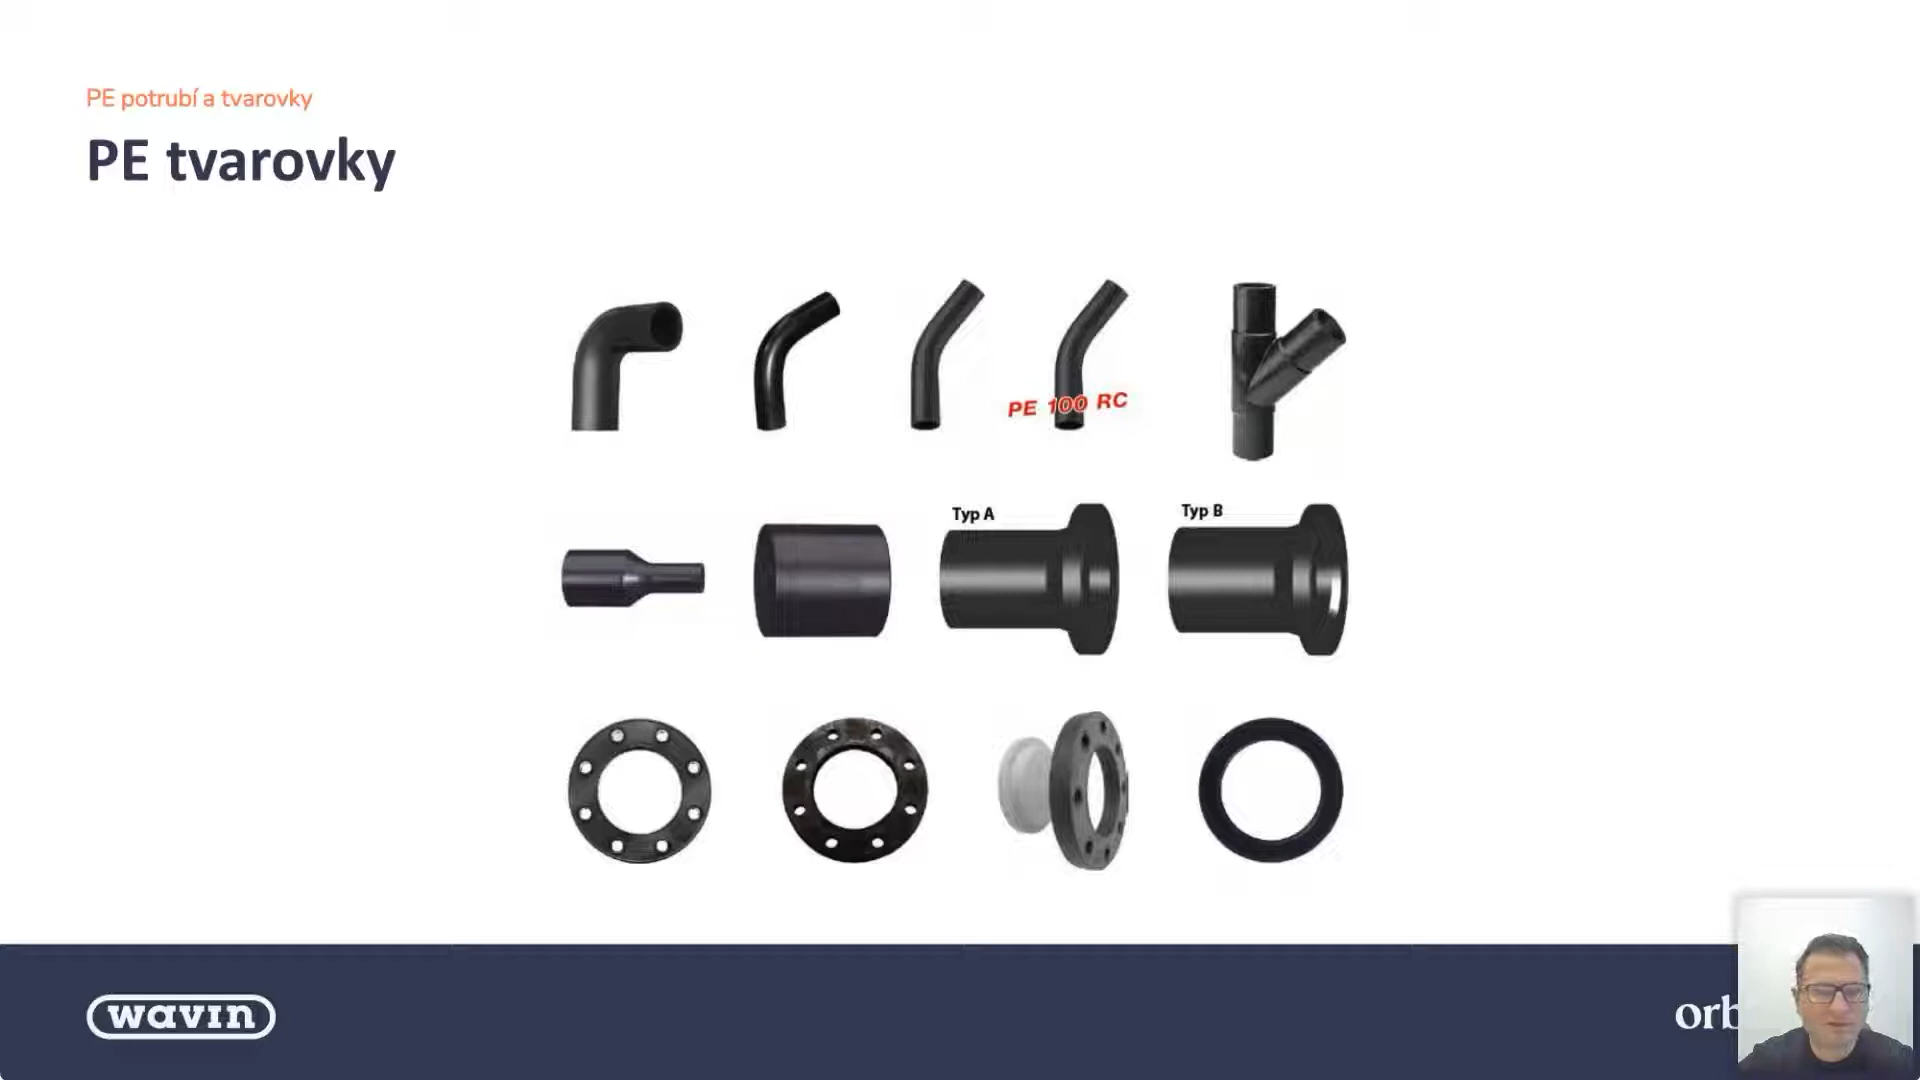 PE potrubí a tvarovky
PE tvarovky
PE 100 RC
Typ A
Typ B
wavin
orb